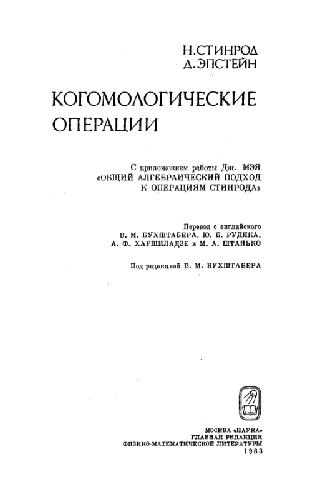 Н. СТИНРОД
Д. ЭПСТЕЙН
КОГОМОЛОГИЧЕСКИЕ
ОПЕРАЦИИ
С приложением работы Дж. МЭЯ
«ОБЩИЙ АЛГЕБРАИЧЕСКИЙ ПОДХОД
К ОПЕРАЦИЯМ СТИНРОДА»
Перевод с английского
В. М. БУХШТАБЕРА, Ю. Б. РУДЯКА,
А. Ф. ХАРШИЛАДЗЕ и М. А. ШТАНЬКО
Под редакцией В. М. БУХШТАБЕРА
МОСКВА «НАУКА»
ГЛАВНАЯ РЕДАКЦИЯ
ФИЗИКО-МАТЕМАТИЧЕСКОЙ ЛИТЕРАТУРЫ
1983